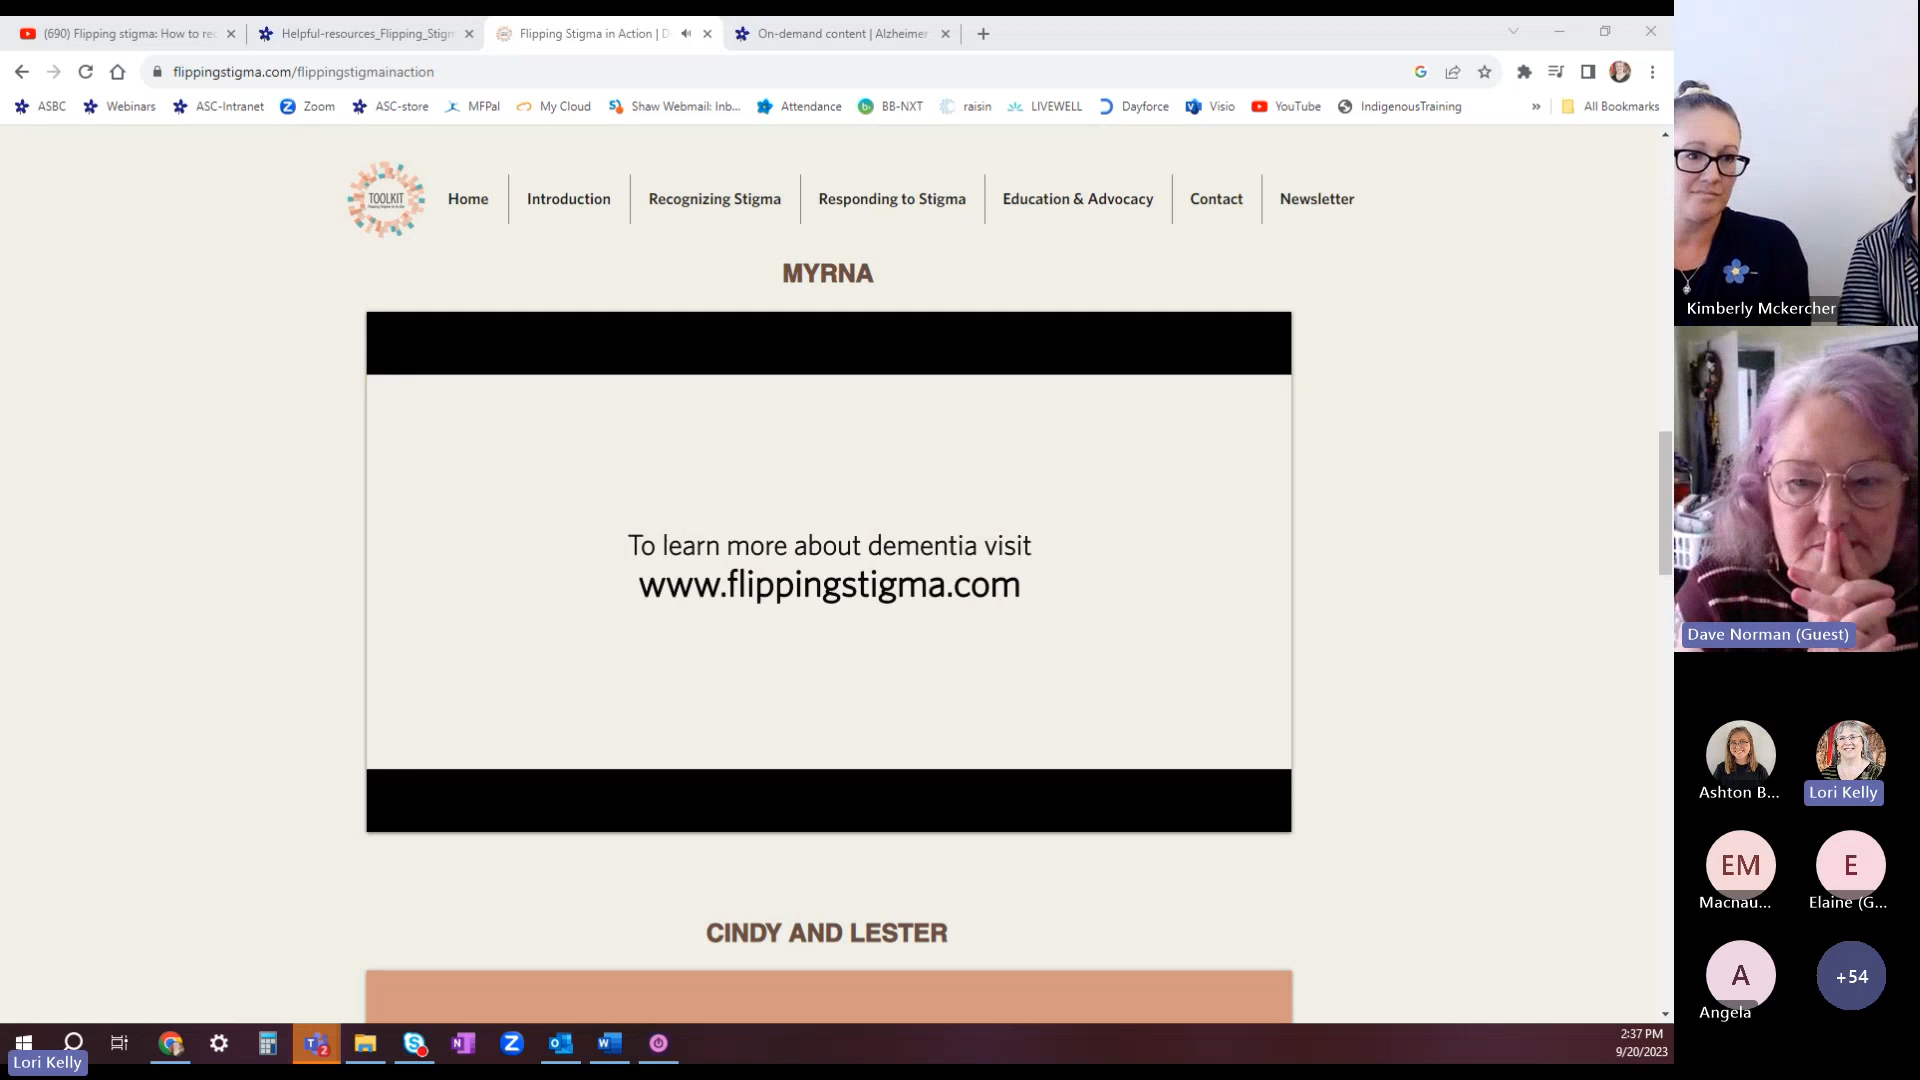 (690) Flipping stigma: How to rec
Helpful-resources_Flipping_Stigm
Flipping Stigma in Action | D
On-demand content | Alzheimer
flippingstigma.com/flippingstigmainaction
ASBC
Webinars
ASC-Intranet
Zoom
ASC-store
MFPal
My Cloud
Shaw Webmail: Inb...
Attendance
BB-NXT
raisin
LIVEWELL
Dayforce
Visio
YouTube
IndigenousTraining
»
All Bookmarks
TOOLKIT
Home
Introduction
Recognizing Stigma
Responding to Stigma
Education & Advocacy
Contact
Newsletter
MYRNA
To learn more about dementia visit
www.flippingstigma.com
CINDY AND LESTER
Kimberly Mckercher
Dave Norman (Guest)
Ashton B...
Lori Kelly
EM
Macnau...
E
Elaine (G...
A
Angela
+54
2:37 PM
9/20/2023
Lori Kelly